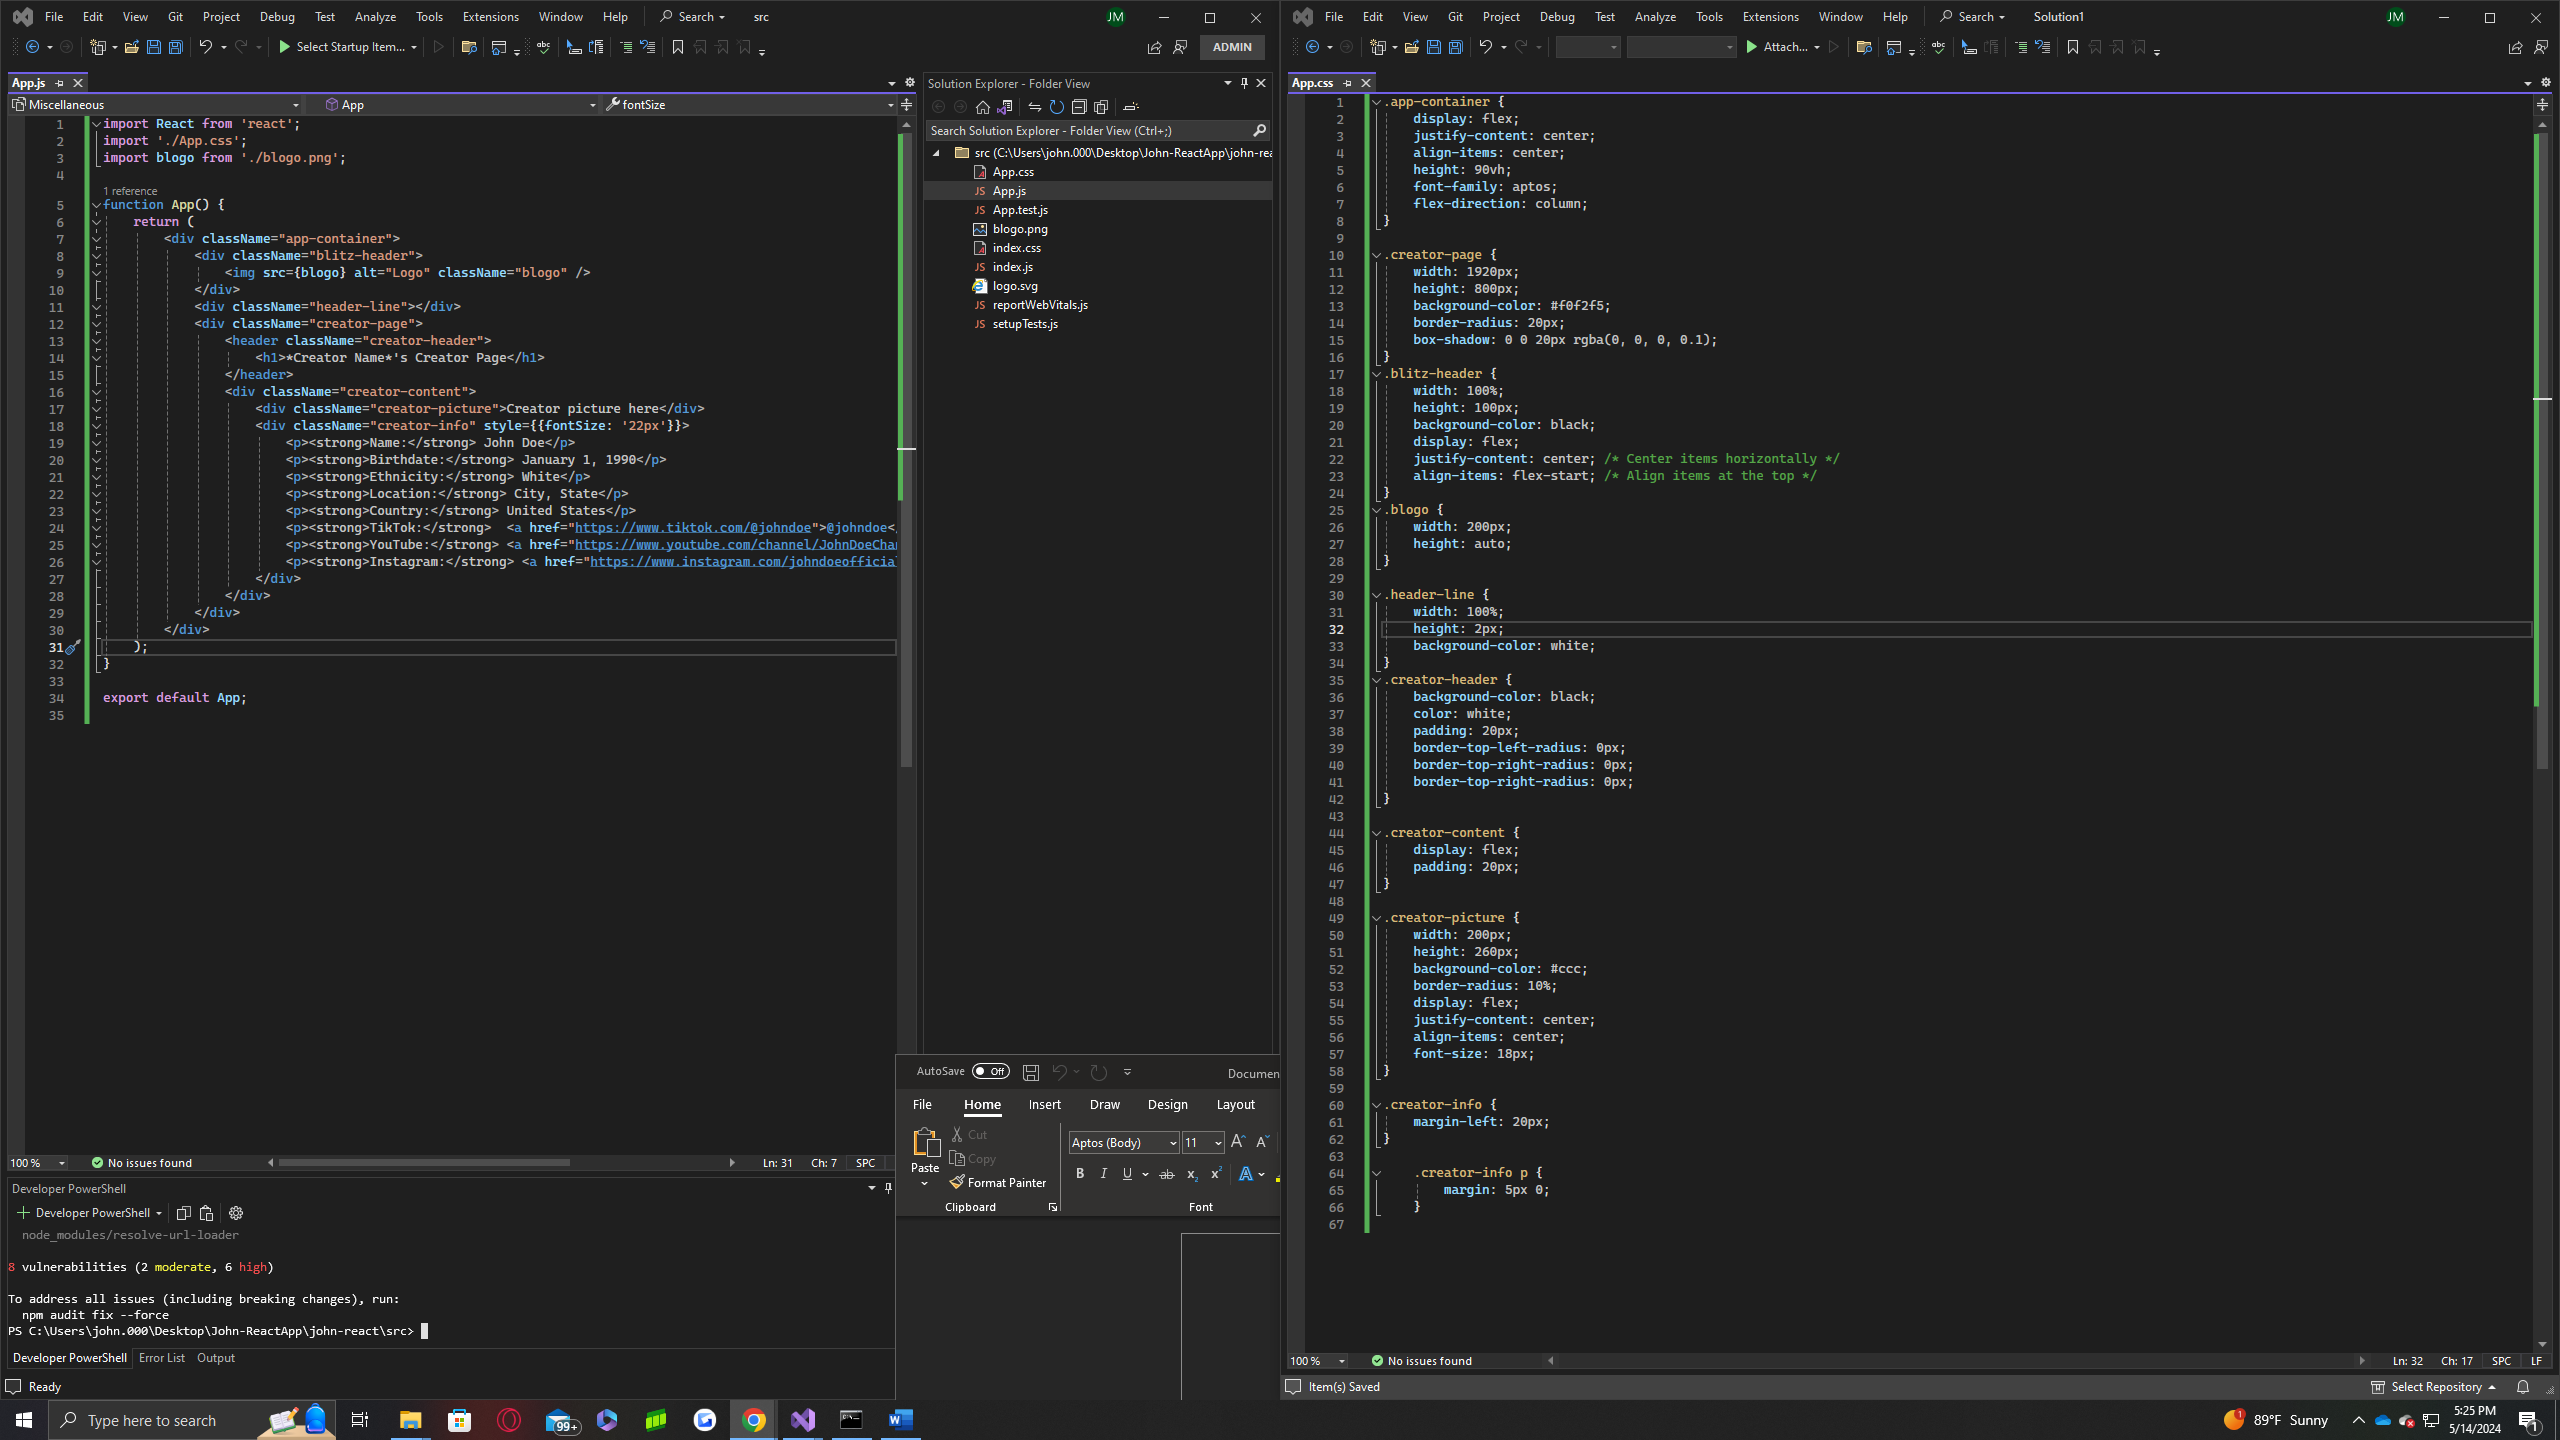 File Edit View Git Project Debug Test Analyze Tools Extensions Window Help Search src JM
Select Startup Item... ADMIN
App.js
Miscellaneous App fontSize
1 import React from 'react';
2 import './App.css';
3 import blogo from './blogo.png';
4
1 reference
5 function App() {
6 return (
7 <div className="app-container">
8 <div className="blitz-header">
9 <img src={blogo} alt="Logo" className="blogo" />
10 </div>
11 <div className="header-line"></div>
12 <div className="creator-page">
13 <header className="creator-header">
14 <h1>*Creator Name*'s Creator Page</h1>
15 </header>
16 <div className="creator-content">
17 <div className="creator-picture">Creator picture here</div>
18 <div className="creator-info" style={{fontSize: '22px'}}>
19 <p><strong>Name:</strong> John Doe</p>
20 <p><strong>Birthdate:</strong> January 1, 1990</p>
21 <p><strong>Ethnicity:</strong> White</p>
22 <p><strong>Location:</strong> City, State</p>
23 <p><strong>Country:</strong> United States</p>
24 <p><strong>TikTok:</strong>  <a href="https://www.tiktok.com/@johndoe">@johndoe<
25 <p><strong>YouTube:</strong> <a href="https://www.youtube.com/channel/JohnDoeChan
26 <p><strong>Instagram:</strong> <a href="https://www.instagram.com/johndoeofficial
27 </div>
28 </div>
29 </div>
30 </div>
31 );
32 }
33
34 export default App;
35
100 % No issues found Ln: 31 Ch: 7 SPC
Developer PowerShell
Developer PowerShell
node_modules/resolve-url-loader
8 vulnerabilities (2 moderate, 6 high)
To address all issues (including breaking changes), run:
npm audit fix --force
PS C:\Users\john.000\Desktop\John-ReactApp\john-react\src>
Developer PowerShell Error List Output
Ready
Solution Explorer - Folder View
Search Solution Explorer - Folder View (Ctrl+;)
src (C:\Users\john.000\Desktop\John-ReactApp\john-rea
App.css
JS App.js
JS App.test.js
blogo.png
index.css
JS index.js
logo.svg
JS reportWebVitals.js
JS setupTests.js
AutoSave Off Documen
File Home Insert Draw Design Layout
Paste Cut Copy Format Painter
Aptos (Body) 11
B I U ab
Clipboard Font
File Edit View Git Project Debug Test Analyze Tools Extensions Window Help Search Solution1 JM
Attach...
App.css
1 .app-container {
2 display: flex;
3 justify-content: center;
4 align-items: center;
5 height: 90vh;
6 font-family: aptos;
7 flex-direction: column;
8 }
9
10 .creator-page {
11 width: 1920px;
12 height: 800px;
13 background-color: #f0f2f5;
14 border-radius: 20px;
15 box-shadow: 0 0 20px rgba(0, 0, 0, 0.1);
16 }
17 .blitz-header {
18 width: 100%;
19 height: 100px;
20 background-color: black;
21 display: flex;
22 justify-content: center; /* Center items horizontally */
23 align-items: flex-start; /* Align items at the top */
24 }
25 .blogo {
26 width: 200px;
27 height: auto;
28 }
29
30 .header-line {
31 width: 100%;
32 height: 2px;
33 background-color: white;
34 }
35 .creator-header {
36 background-color: black;
37 color: white;
38 padding: 20px;
39 border-top-left-radius: 0px;
40 border-top-right-radius: 0px;
41 border-top-right-radius: 0px;
42 }
43
44 .creator-content {
45 display: flex;
46 padding: 20px;
47 }
48
49 .creator-picture {
50 width: 200px;
51 height: 260px;
52 background-color: #ccc;
53 border-radius: 10%;
54 display: flex;
55 justify-content: center;
56 align-items: center;
57 font-size: 18px;
58 }
59
60 .creator-info {
61 margin-left: 20px;
62 }
63
64 .creator-info p {
65 margin: 5px 0;
66 }
67
100 % No issues found Ln: 32 Ch: 17 SPC LF
Item(s) Saved Select Repository
Type here to search 99+ 89°F Sunny 5:25 PM
5/14/2024